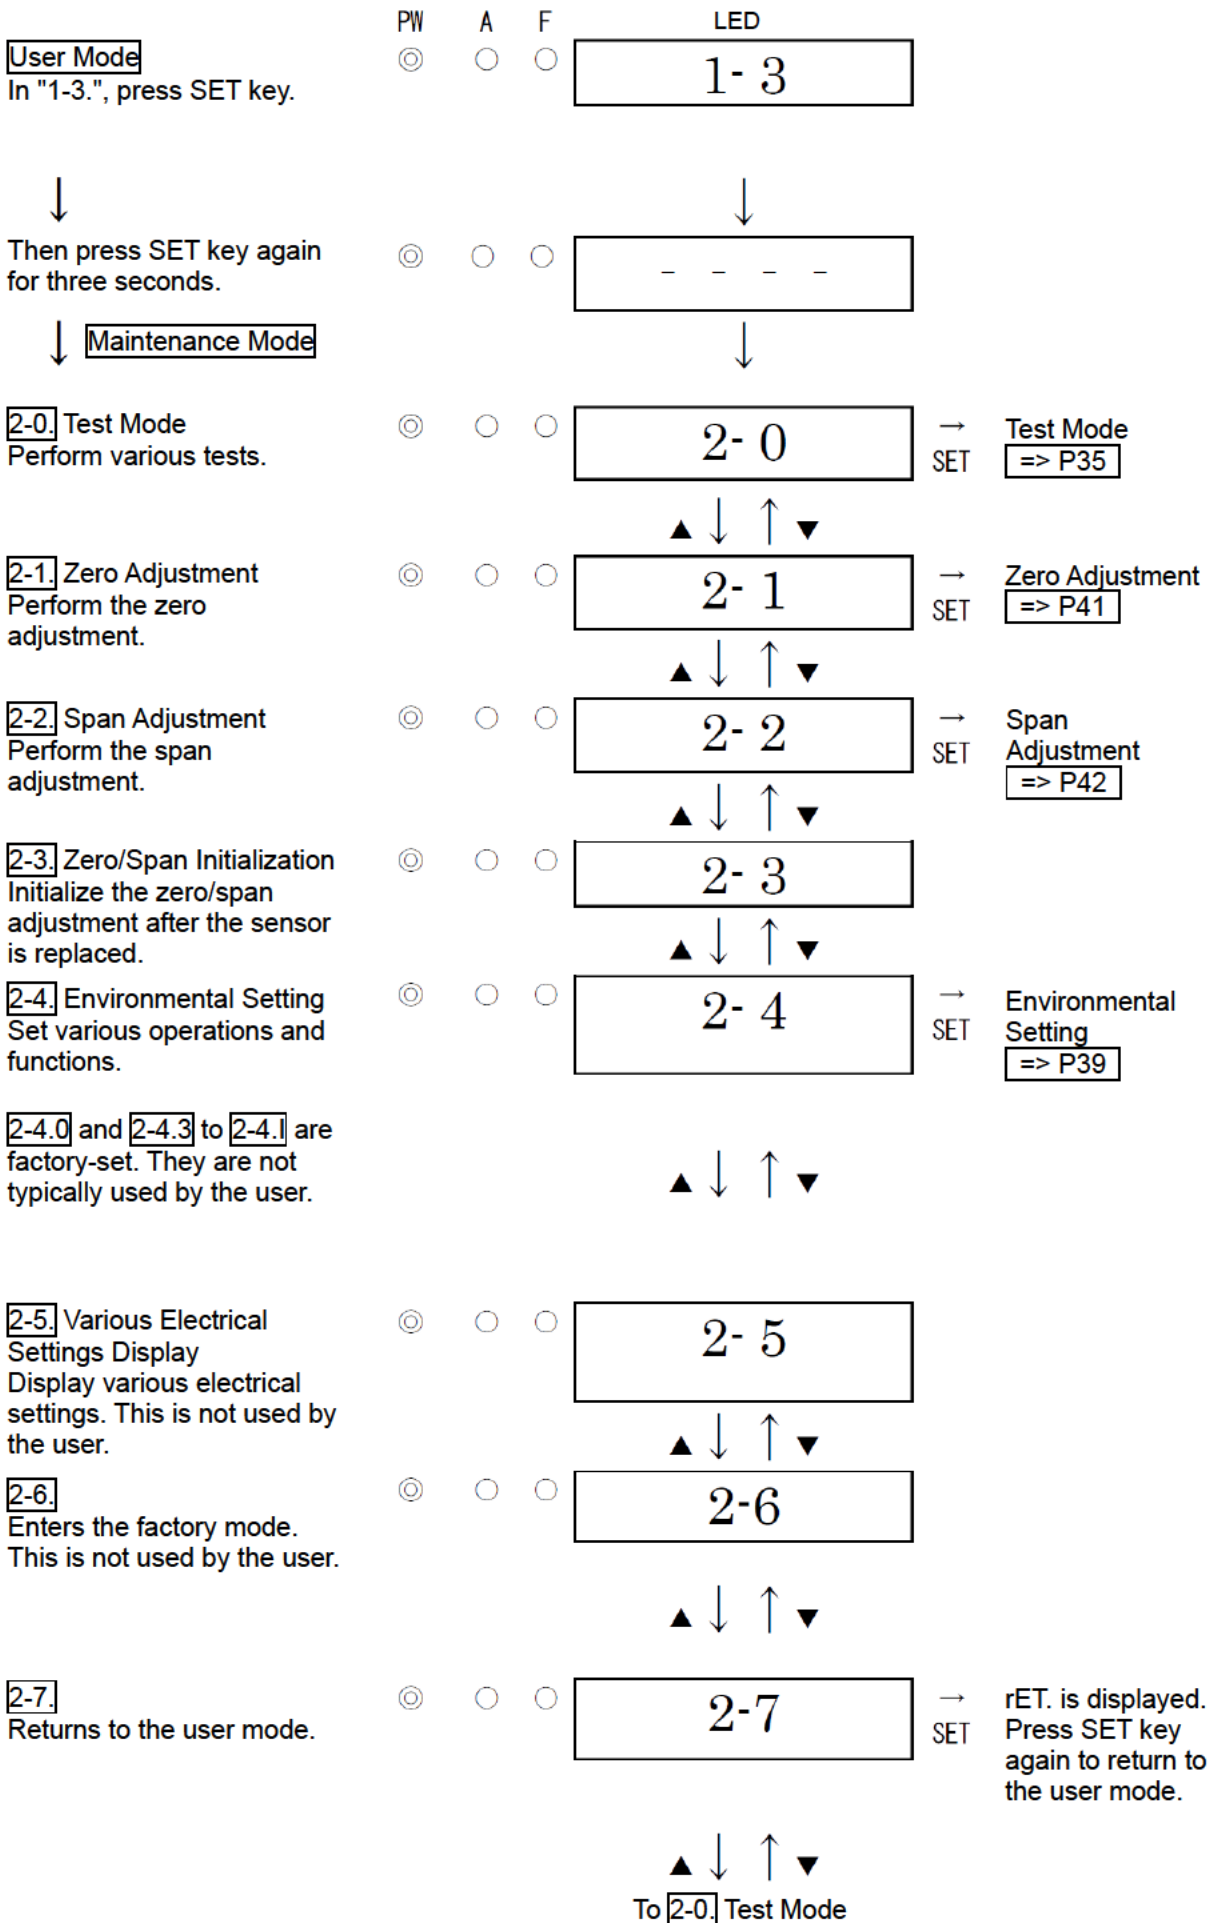 PW A F LED
User Mode
In "1-3.", press SET key.
1- 3
↓ ↓
Then press SET key again
for three seconds.
- - - -
↓ Maintenance Mode ↓
2-0. Test Mode
Perform various tests.
2- 0
→
SET
Test Mode
=> P35
▲ ↓ ↑ ▼
2-1. Zero Adjustment
Perform the zero
adjustment.
2- 1
→
SET
Zero Adjustment
=> P41
▲ ↓ ↑ ▼
2-2. Span Adjustment
Perform the span
adjustment.
2- 2
→
SET
Span
Adjustment
=> P42
▲ ↓ ↑ ▼
2-3. Zero/Span Initialization
Initialize the zero/span
adjustment after the sensor
is replaced.
2- 3
▲ ↓ ↑ ▼
2-4. Environmental Setting
Set various operations and
functions.
2- 4
→
SET
Environmental
Setting
=> P39
2-4.0 and 2-4.3 to 2-4.I are
factory-set. They are not
typically used by the user.
▲ ↓ ↑ ▼
2-5. Various Electrical
Settings Display
Display various electrical
settings. This is not used by
the user.
2- 5
▲ ↓ ↑ ▼
2-6.
Enters the factory mode.
This is not used by the user.
2-6
▲ ↓ ↑ ▼
2-7.
Returns to the user mode.
2-7
→
SET
rET. is displayed.
Press SET key
again to return to
the user mode.
▲ ↓ ↑ ▼
To 2-0. Test Mode